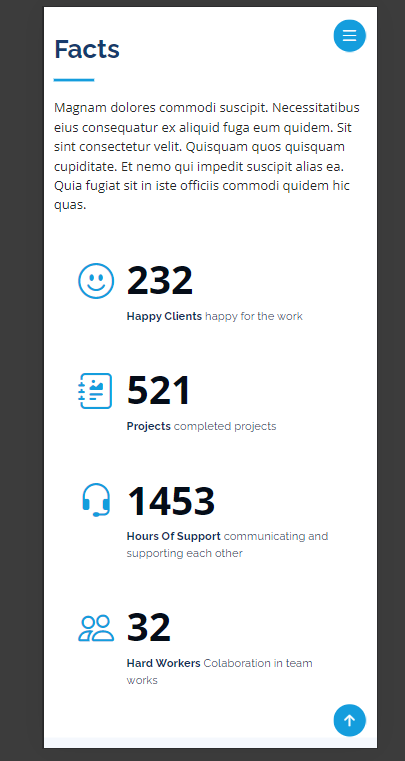 Facts
Magnam dolores commodi suscipit. Necessitatibus
eius consequatur ex aliquid fuga eum quidem. Sit
sint consectetur velit. Quisquam quos quisquam
cupiditate. Et nemo qui impedit suscipit alias ea.
Quia fugiat sit in iste officiis commodi quidem hic
quas.
232
Happy Clients happy for the work
521
Projects completed projects
1453
Hours Of Support communicating and
supporting each other
32
Hard Workers Colaboration in team
works